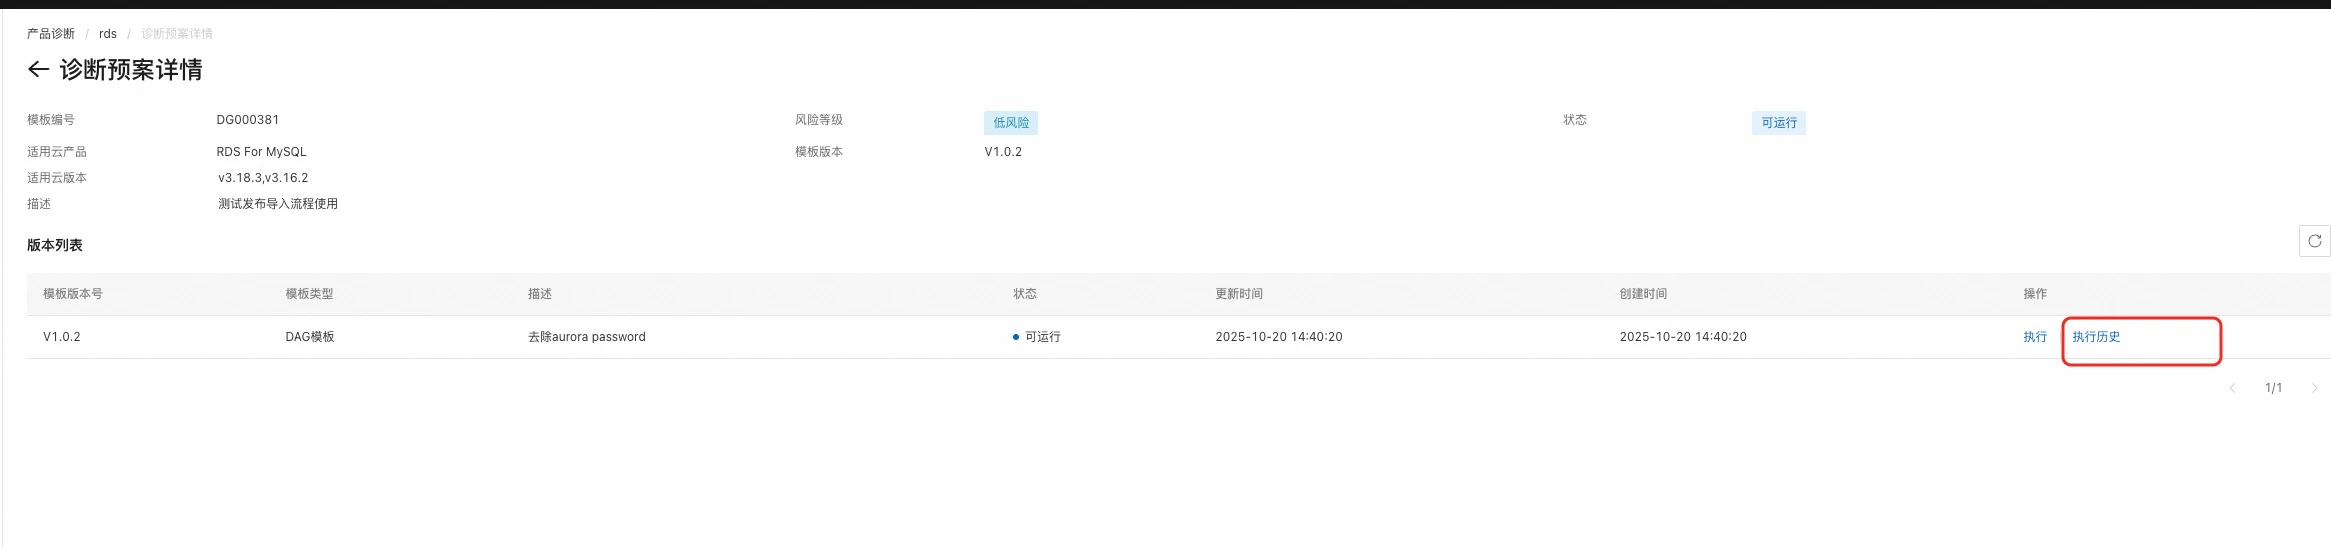 产品诊断 / rds / 诊断预案详情
← 诊断预案详情
模板编号 DG000381 风险等级 低风险 状态 可运行
适用云产品 RDS For MySQL 模板版本 V1.0.2
适用云版本 v3.18.3,v3.16.2
描述 测试发布导入流程使用
版本列表
模板版本号 模板类型 描述 状态 更新时间 创建时间 操作
V1.0.2 DAG模板 去除aurora password 可运行 2025-10-20 14:40:20 2025-10-20 14:40:20 执行 执行历史
1/1